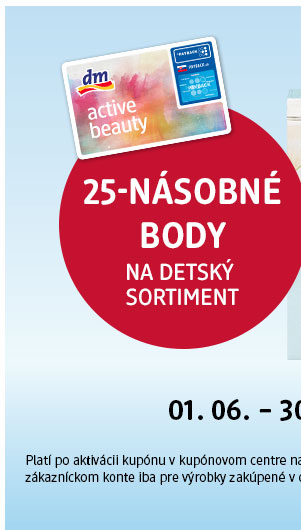 dm
active
beauty
25-NÁSOBNÉ
BODY
NA DETSKÝ
SORTIMENT
01. 06. – 30
Platí po aktivácii kupónu v kupónovom centre na
zákazníckom konte iba pre výrobky zakúpené v